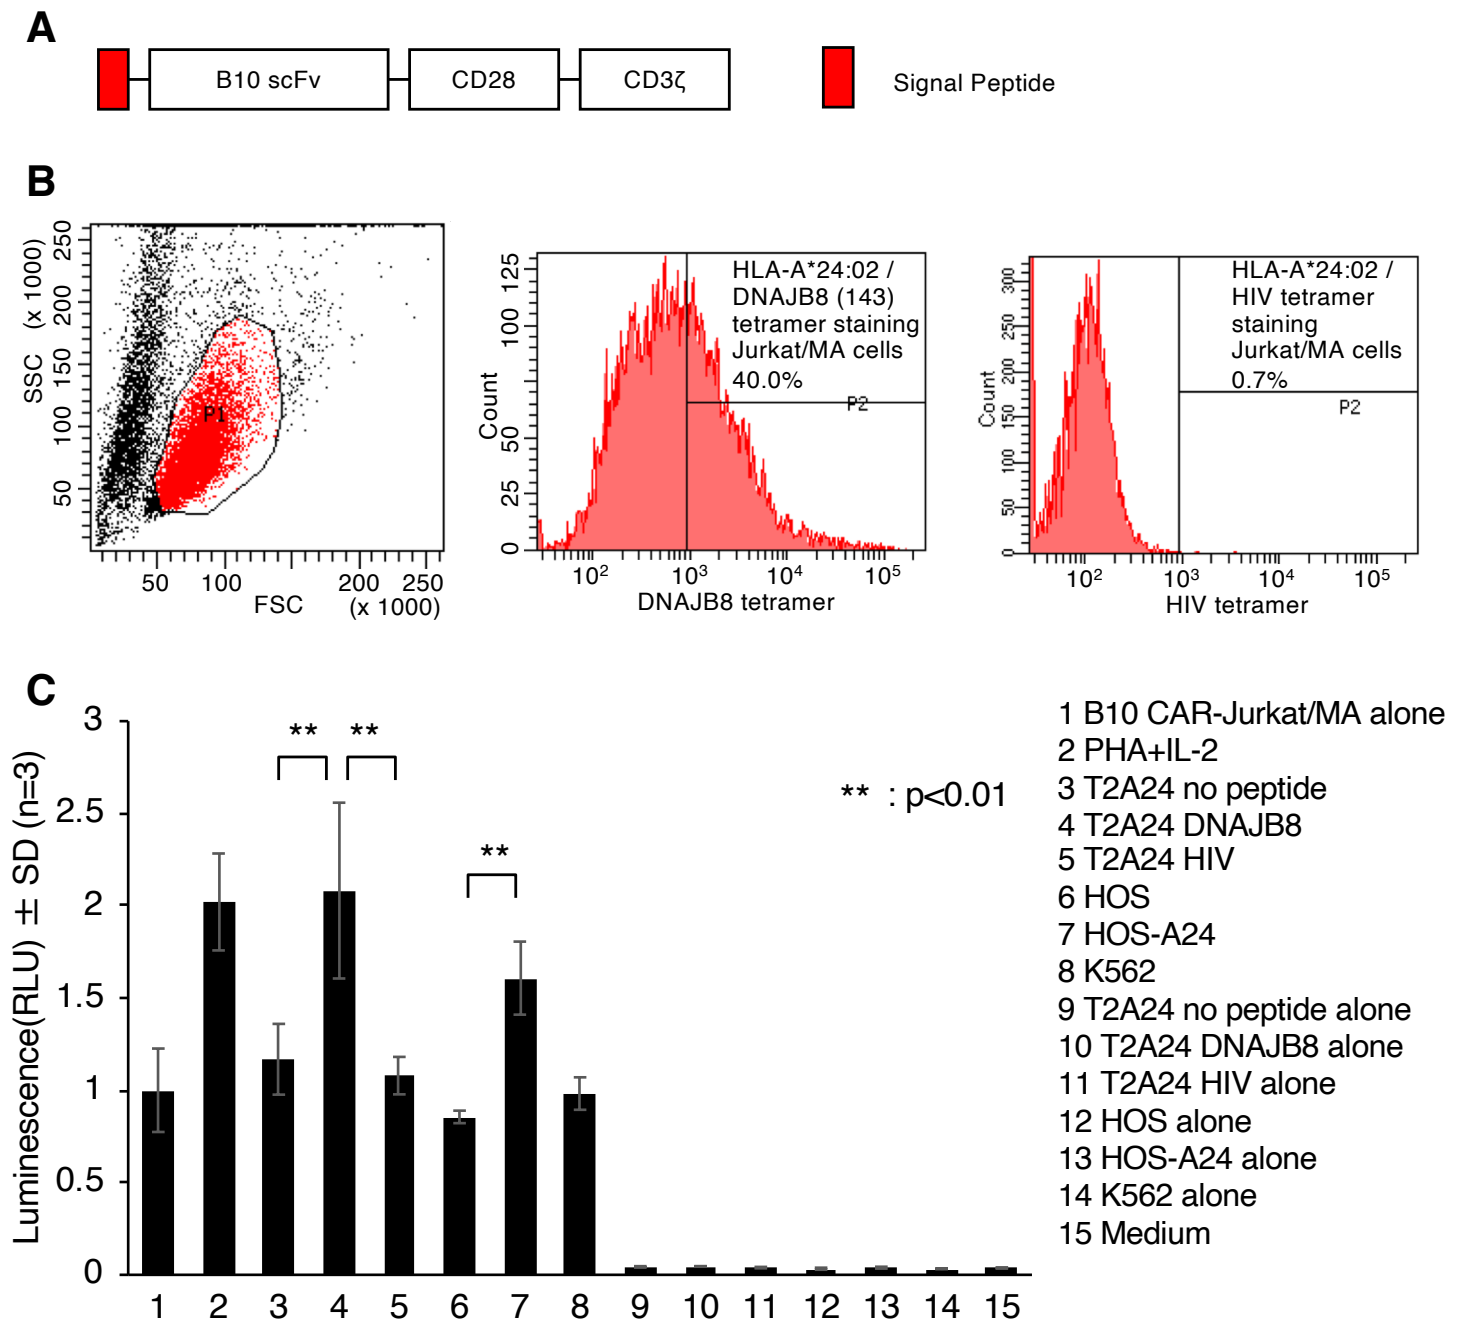 A
B10 scFv
CD28
CD3ζ
Signal Peptide
B
SSC (x 1000)
50
100
150
200
250
P1
50 100 200 250
FSC (x 1000)
Count
0
25
50
100
125
HLA-A*24:02 /
DNAJB8 (143)
tetramer staining
Jurkat/MA cells
40.0%
P2
10² 10³ 10⁴ 10⁵
DNAJB8 tetramer
Count
0
50
100
150
200
250
300
HLA-A*24:02 /
HIV tetramer
staining
Jurkat/MA cells
0.7%
P2
10² 10³ 10⁴ 10⁵
HIV tetramer
C
Luminescence(RLU) ± SD (n=3)
3
2.5
2
1.5
1
0.5
0
** **
**
** : p<0.01
1 2 3 4 5 6 7 8 9 10 11 12 13 14 15
1 B10 CAR-Jurkat/MA alone
2 PHA+IL-2
3 T2A24 no peptide
4 T2A24 DNAJB8
5 T2A24 HIV
6 HOS
7 HOS-A24
8 K562
9 T2A24 no peptide alone
10 T2A24 DNAJB8 alone
11 T2A24 HIV alone
12 HOS alone
13 HOS-A24 alone
14 K562 alone
15 Medium